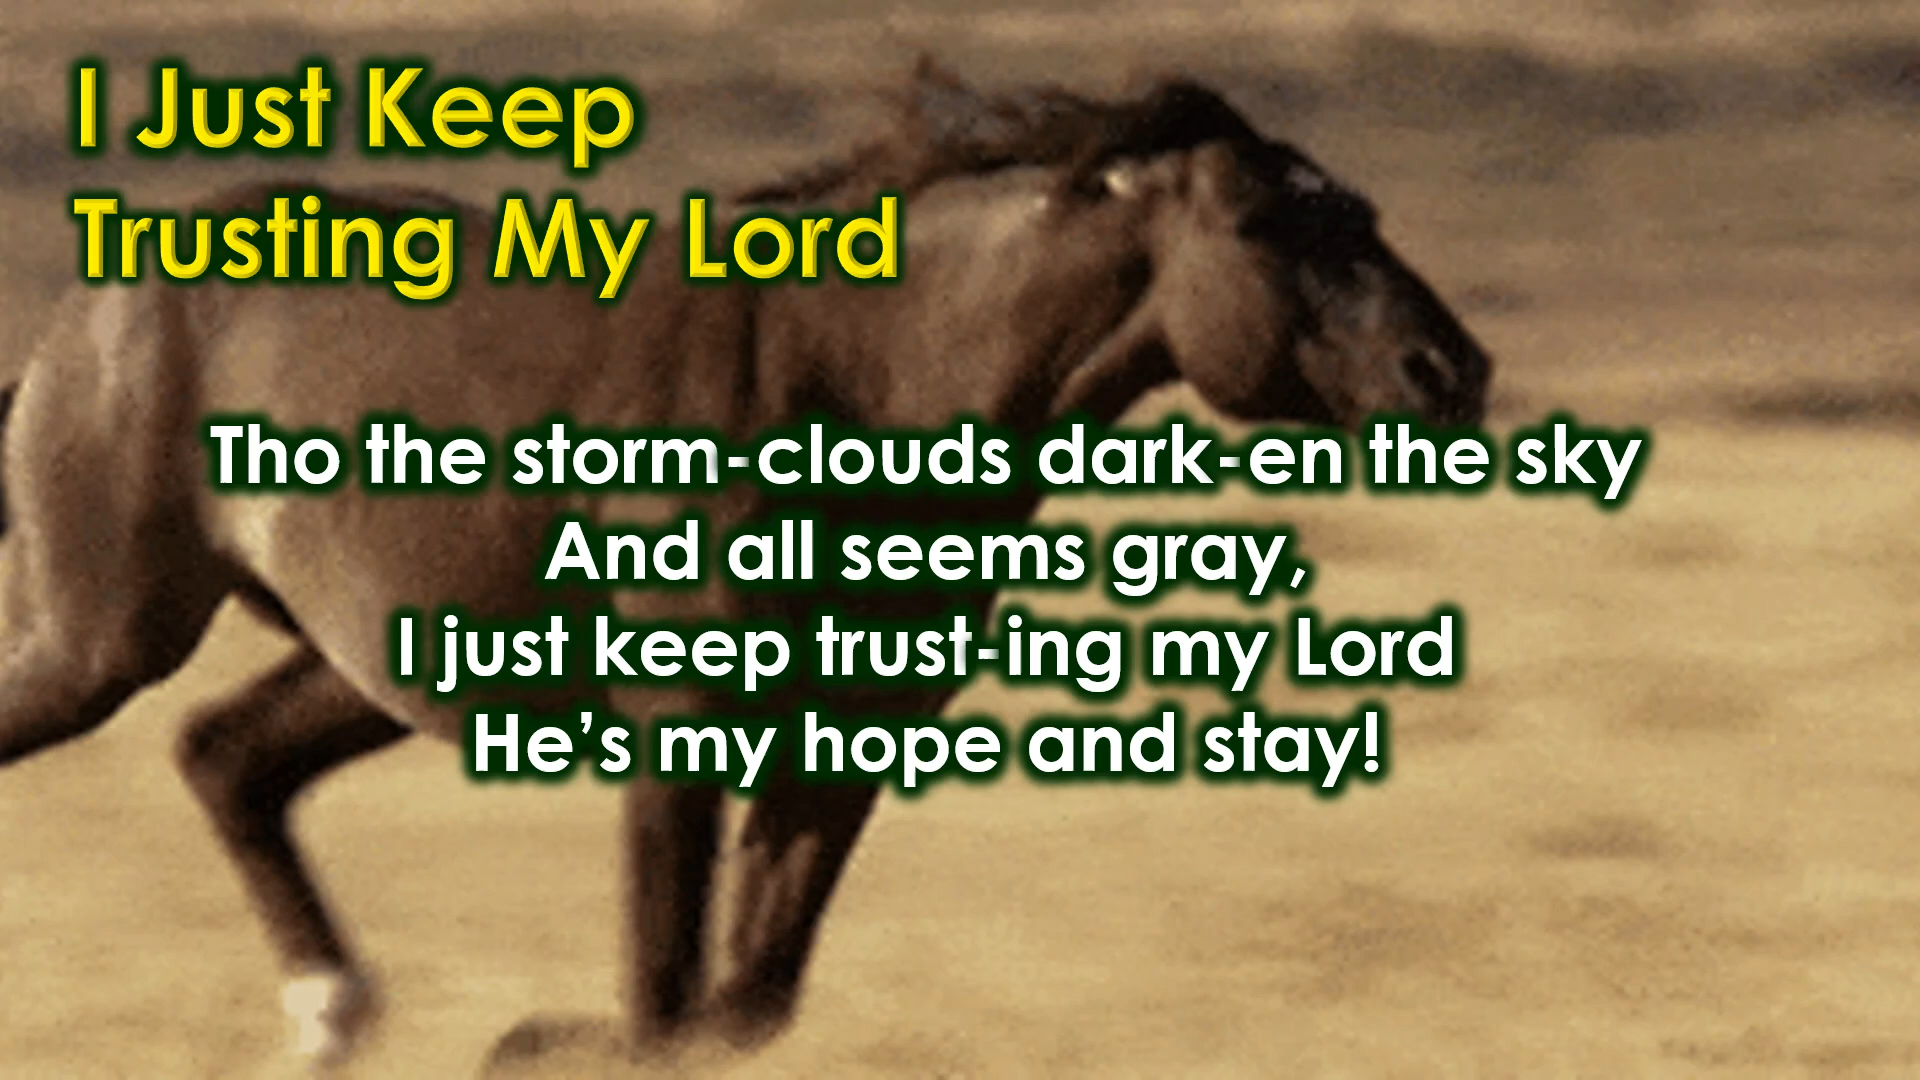 I Just Keep
Trusting My Lord
Tho the storm-clouds dark-en the sky
And all seems gray,
I just keep trust-ing my Lord
He’s my hope and stay!